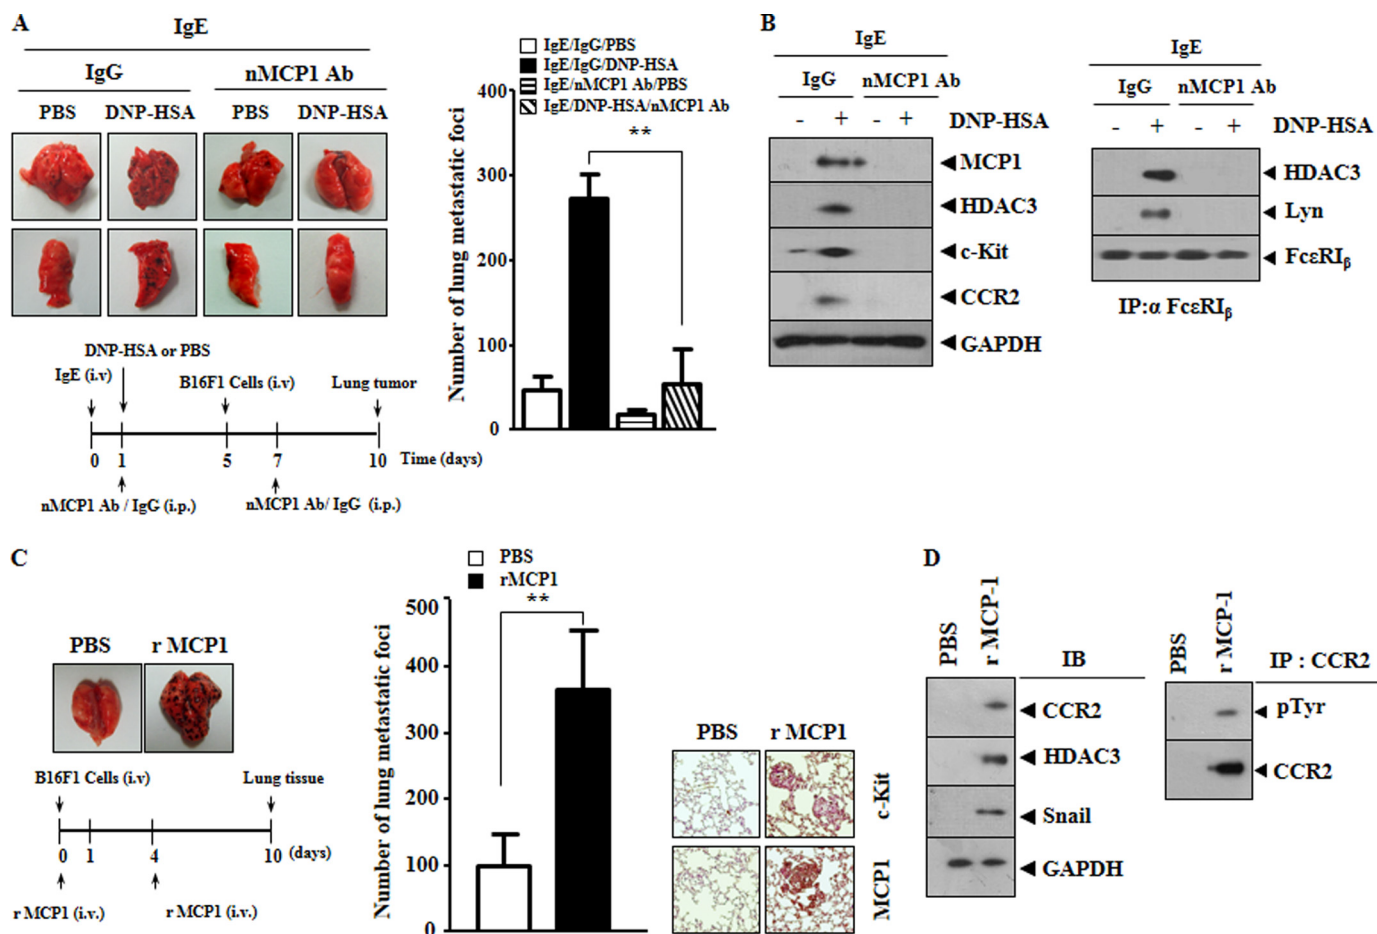 A
IgE
IgG nMCP1 Ab
PBS DNP-HSA PBS DNP-HSA
DNP-HSA or PBS
IgE (i.v)
B16F1 Cells (i.v)
Lung tumor
0 1 5 7 10 Time (days)
nMCP1 Ab / IgG (i.p.)
nMCP1 Ab/ IgG (i.p.)
IgE/IgG/PBS
IgE/IgG/DNP-HSA
IgE/nMCP1 Ab/PBS
IgE/DNP-HSA/nMCP1 Ab
Number of lung metastatic foci
400
300
200
100
0
**
B
IgE
IgG nMCP1 Ab
- + - + DNP-HSA
MCP1
HDAC3
c-Kit
CCR2
GAPDH
IgE
IgG nMCP1 Ab
- + - + DNP-HSA
HDAC3
Lyn
FcεRIβ
IP:α FcεRIβ
C
PBS r MCP1
B16F1 Cells (i.v)
Lung tissue
0 1 4 10 (days)
r MCP1 (i.v.)
r MCP1 (i.v.)
PBS
rMCP1
Number of lung metastatic foci
500
400
300
200
100
0
**
PBS r MCP1
c-Kit
MCP1
D
PBS
r MCP-1
IB
CCR2
HDAC3
Snail
GAPDH
PBS
r MCP-1
IP : CCR2
pTyr
CCR2